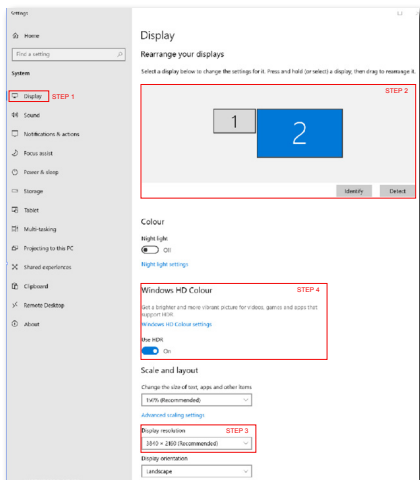 Settings
Home
Find a setting
System
Display STEP 1
Sound
Notifications & actions
Focus assist
Power & sleep
Storage
Tablet
Multi-tasking
Projecting to this PC
Shared experiences
Clipboard
Remote Desktop
About
Display
Rearrange your displays
Select a display below to change the settings for it. Press and hold (or select) a display, then drag to rearrange it.
STEP 2
1
2
Identify Detect
Colour
Night light
Off
Night light settings
Windows HD Colour STEP 4
Get a brighter and more vibrant picture for videos, games and apps that
support HDR.
Windows HD Colour settings
Use HDR
On
Scale and layout
Change the size of text, apps and other items
150% (Recommended)
Advanced scaling settings
Display resolution STEP 3
3840 × 2160 (Recommended)
Display orientation
Landscape